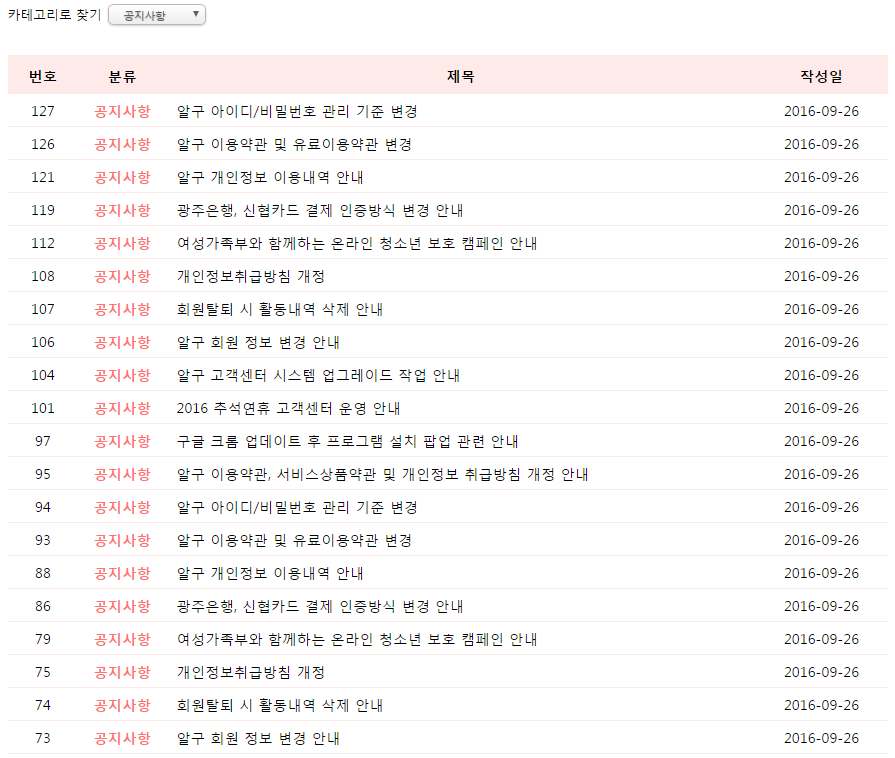 카테고리로 찾기 공지사항 ▼
번호 분류 제목 작성일
127 공지사항 알구 아이디/비밀번호 관리 기준 변경 2016-09-26
126 공지사항 알구 이용약관 및 유료이용약관 변경 2016-09-26
121 공지사항 알구 개인정보 이용내역 안내 2016-09-26
119 공지사항 광주은행, 신협카드 결제 인증방식 변경 안내 2016-09-26
112 공지사항 여성가족부와 함께하는 온라인 청소년 보호 캠페인 안내 2016-09-26
108 공지사항 개인정보취급방침 개정 2016-09-26
107 공지사항 회원탈퇴 시 활동내역 삭제 안내 2016-09-26
106 공지사항 알구 회원 정보 변경 안내 2016-09-26
104 공지사항 알구 고객센터 시스템 업그레이드 작업 안내 2016-09-26
101 공지사항 2016 추석연휴 고객센터 운영 안내 2016-09-26
97 공지사항 구글 크롬 업데이트 후 프로그램 설치 팝업 관련 안내 2016-09-26
95 공지사항 알구 이용약관, 서비스상품약관 및 개인정보 취급방침 개정 안내 2016-09-26
94 공지사항 알구 아이디/비밀번호 관리 기준 변경 2016-09-26
93 공지사항 알구 이용약관 및 유료이용약관 변경 2016-09-26
88 공지사항 알구 개인정보 이용내역 안내 2016-09-26
86 공지사항 광주은행, 신협카드 결제 인증방식 변경 안내 2016-09-26
79 공지사항 여성가족부와 함께하는 온라인 청소년 보호 캠페인 안내 2016-09-26
75 공지사항 개인정보취급방침 개정 2016-09-26
74 공지사항 회원탈퇴 시 활동내역 삭제 안내 2016-09-26
73 공지사항 알구 회원 정보 변경 안내 2016-09-26